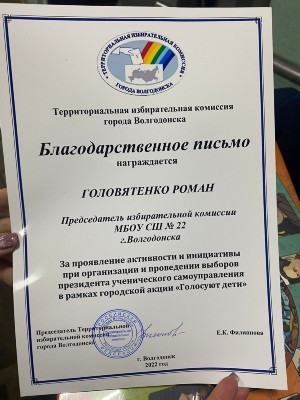 ТЕРРИТОРИАЛЬНАЯ ИЗБИРАТЕЛЬНАЯ КОМИССИЯ
ГОРОДА ВОЛГОДОНСКА
Территориальная избирательная комиссия
города Волгодонска
Благодарственное письмо
награждается
ГОЛОВЯТЕНКО РОМАН
Председатель избирательной комиссии
МБОУ СШ № 22
г.Волгодонска
За проявление активности и инициативы
при организации и проведении выборов
президента ученического самоуправления
в рамках городской акции «Голосуют дети»
Председатель Территориальной
избирательной комиссии
города Волгодонска
Е.К. Филиппова
г. Волгодонск
2022 год